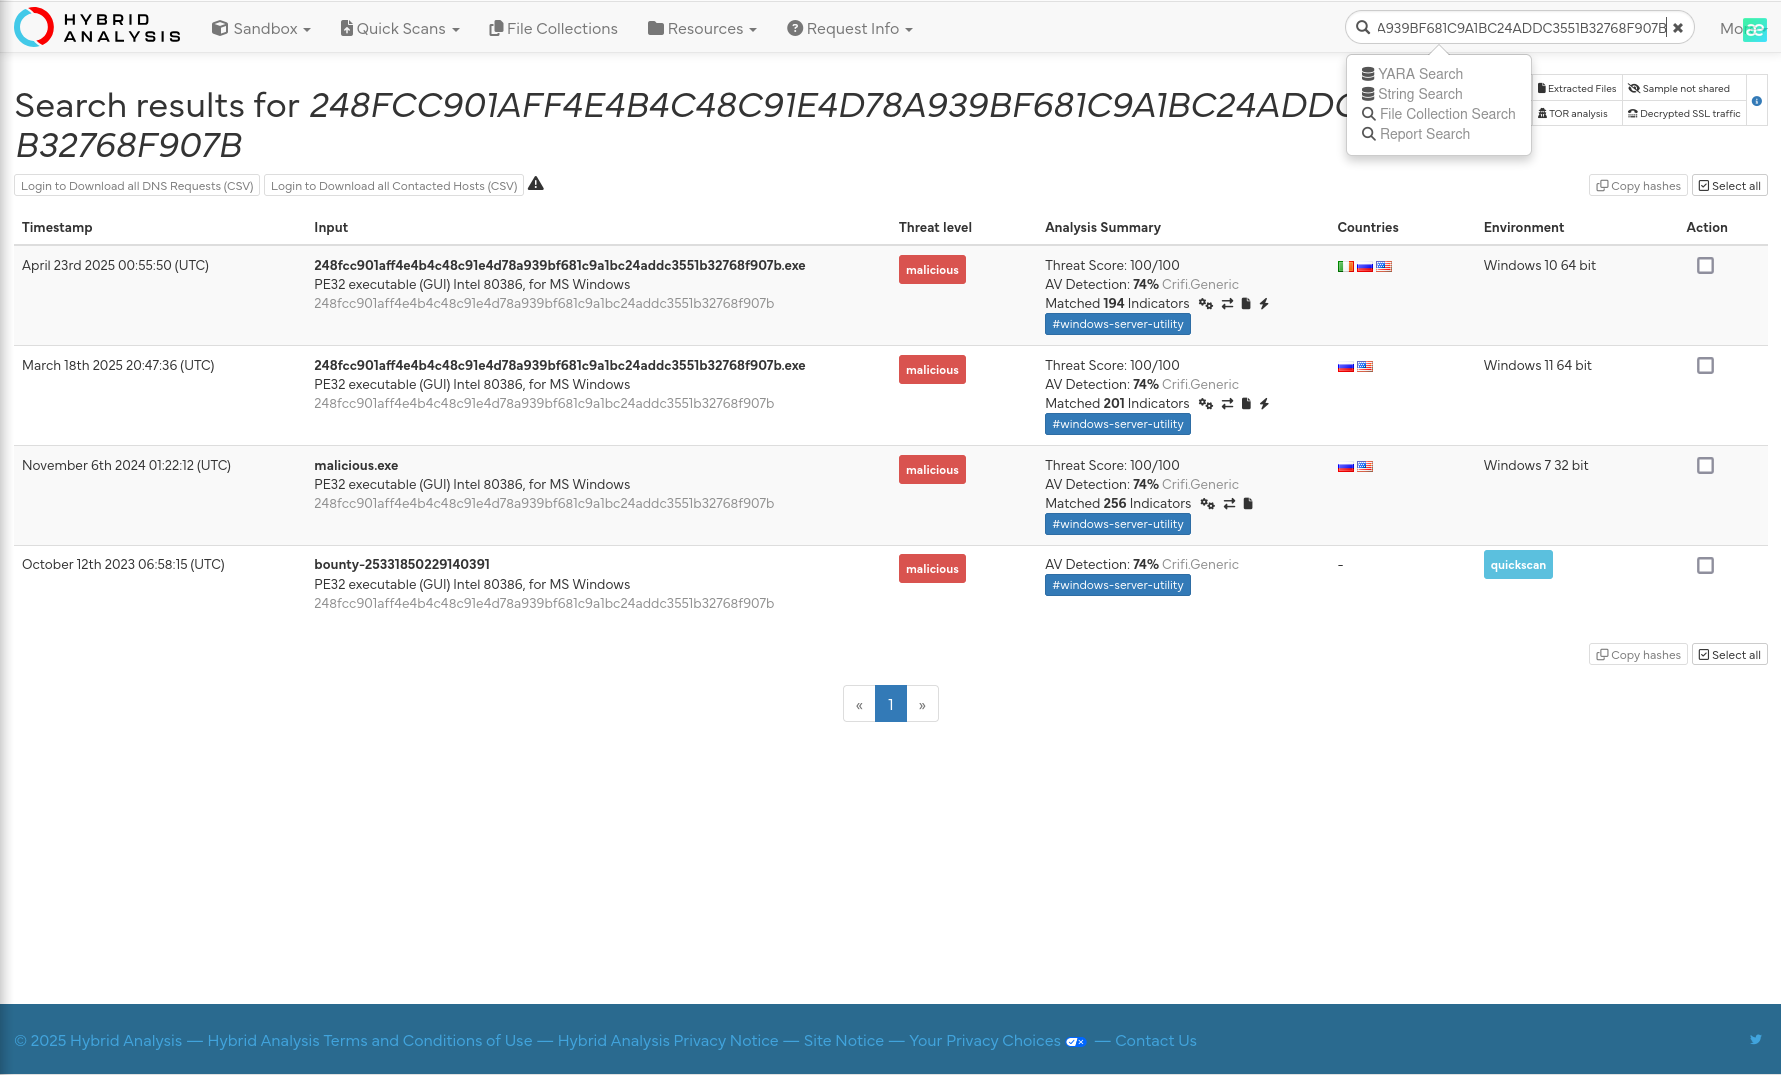 HYBRID
ANALYSIS
Sandbox
Quick Scans
File Collections
Resources
Request Info
A939BF681C9A1BC24ADDC3551B32768F907B
Mo
æ
YARA Search
String Search
File Collection Search
Report Search
Search results for 248FCC901AFF4E4B4C48C91E4D78A939BF681C9A1BC24ADDC
B32768F907B
Extracted Files
Sample not shared
TOR analysis
Decrypted SSL traffic
Login to Download all DNS Requests (CSV)
Login to Download all Contacted Hosts (CSV)
Copy hashes
Select all
Timestamp Input Threat level Analysis Summary Countries Environment Action
April 23rd 2025 00:55:50 (UTC)
248fcc901aff4e4b4c48c91e4d78a939bf681c9a1bc24addc3551b32768f907b.exe
PE32 executable (GUI) Intel 80386, for MS Windows
248fcc901aff4e4b4c48c91e4d78a939bf681c9a1bc24addc3551b32768f907b
malicious
Threat Score: 100/100
AV Detection: 74% Crifi.Generic
Matched 194 Indicators
#windows-server-utility
Windows 10 64 bit
March 18th 2025 20:47:36 (UTC)
248fcc901aff4e4b4c48c91e4d78a939bf681c9a1bc24addc3551b32768f907b.exe
PE32 executable (GUI) Intel 80386, for MS Windows
248fcc901aff4e4b4c48c91e4d78a939bf681c9a1bc24addc3551b32768f907b
malicious
Threat Score: 100/100
AV Detection: 74% Crifi.Generic
Matched 201 Indicators
#windows-server-utility
Windows 11 64 bit
November 6th 2024 01:22:12 (UTC)
malicious.exe
PE32 executable (GUI) Intel 80386, for MS Windows
248fcc901aff4e4b4c48c91e4d78a939bf681c9a1bc24addc3551b32768f907b
malicious
Threat Score: 100/100
AV Detection: 74% Crifi.Generic
Matched 256 Indicators
#windows-server-utility
Windows 7 32 bit
October 12th 2023 06:58:15 (UTC)
bounty-25331850229140391
PE32 executable (GUI) Intel 80386, for MS Windows
248fcc901aff4e4b4c48c91e4d78a939bf681c9a1bc24addc3551b32768f907b
malicious
AV Detection: 74% Crifi.Generic
#windows-server-utility
-
quickscan
Copy hashes
Select all
« 1 »
© 2025 Hybrid Analysis — Hybrid Analysis Terms and Conditions of Use — Hybrid Analysis Privacy Notice — Site Notice — Your Privacy Choices — Contact Us